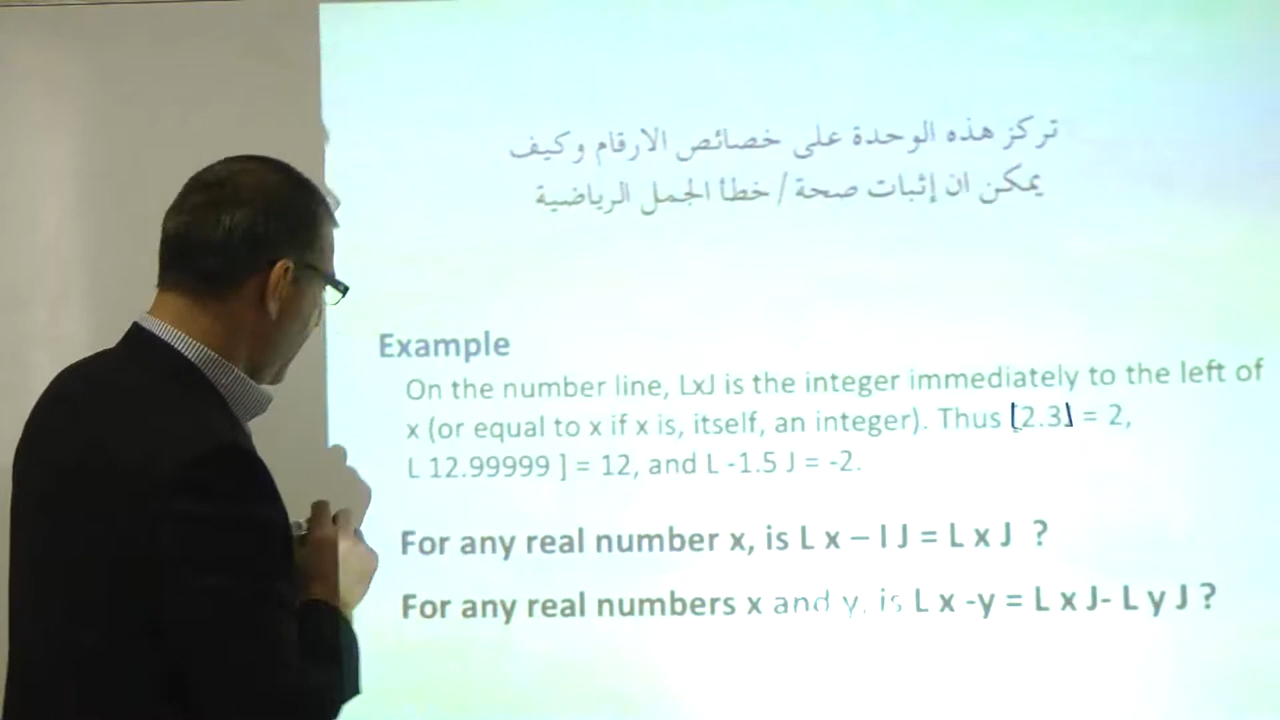 تركز هذه الوحدة على خصائص الارقام وكيف
يمكن ان إثبات صحة / خطأ الجمل الرياضية
Example
On the number line, LxJ is the integer immediately to the left of
x (or equal to x if x is, itself, an integer). Thus ⌊2.3⌋ = 2,
L 12.99999 ] = 12, and L -1.5 J = -2.
For any real number x, is L x – I J = L x J ?
For any real numbers x and y, is L x -y = L x J- L y J ?